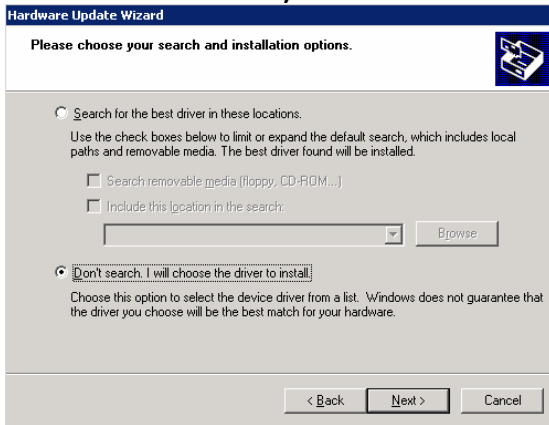 Hardware Update Wizard
Please choose your search and installation options.
Search for the best driver in these locations.
Use the check boxes below to limit or expand the default search, which includes local
paths and removable media. The best driver found will be installed.
Search removable media (floppy, CD-ROM...)
Include this location in the search:
Browse
Don't search. I will choose the driver to install.
Choose this option to select the device driver from a list. Windows does not guarantee that
the driver you choose will be the best match for your hardware.
< Back Next > Cancel